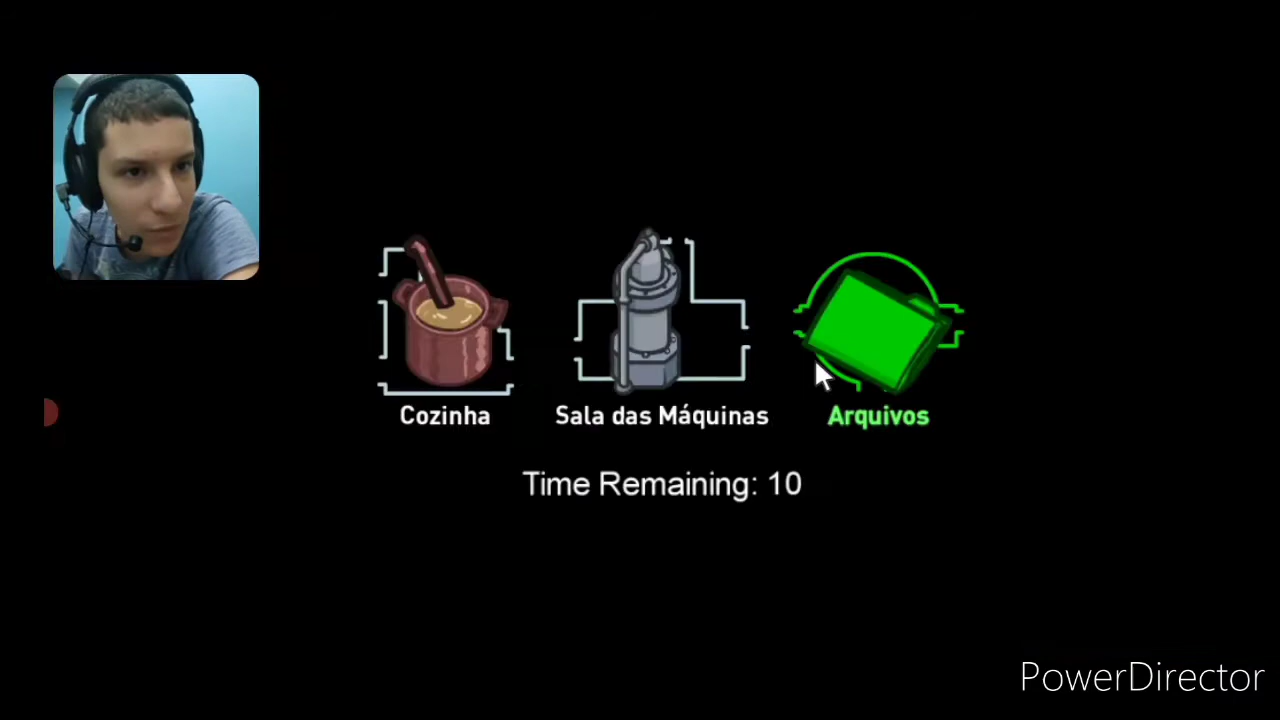 Cozinha
Sala das Máquinas
Arquivos
Time Remaining: 10
PowerDirector